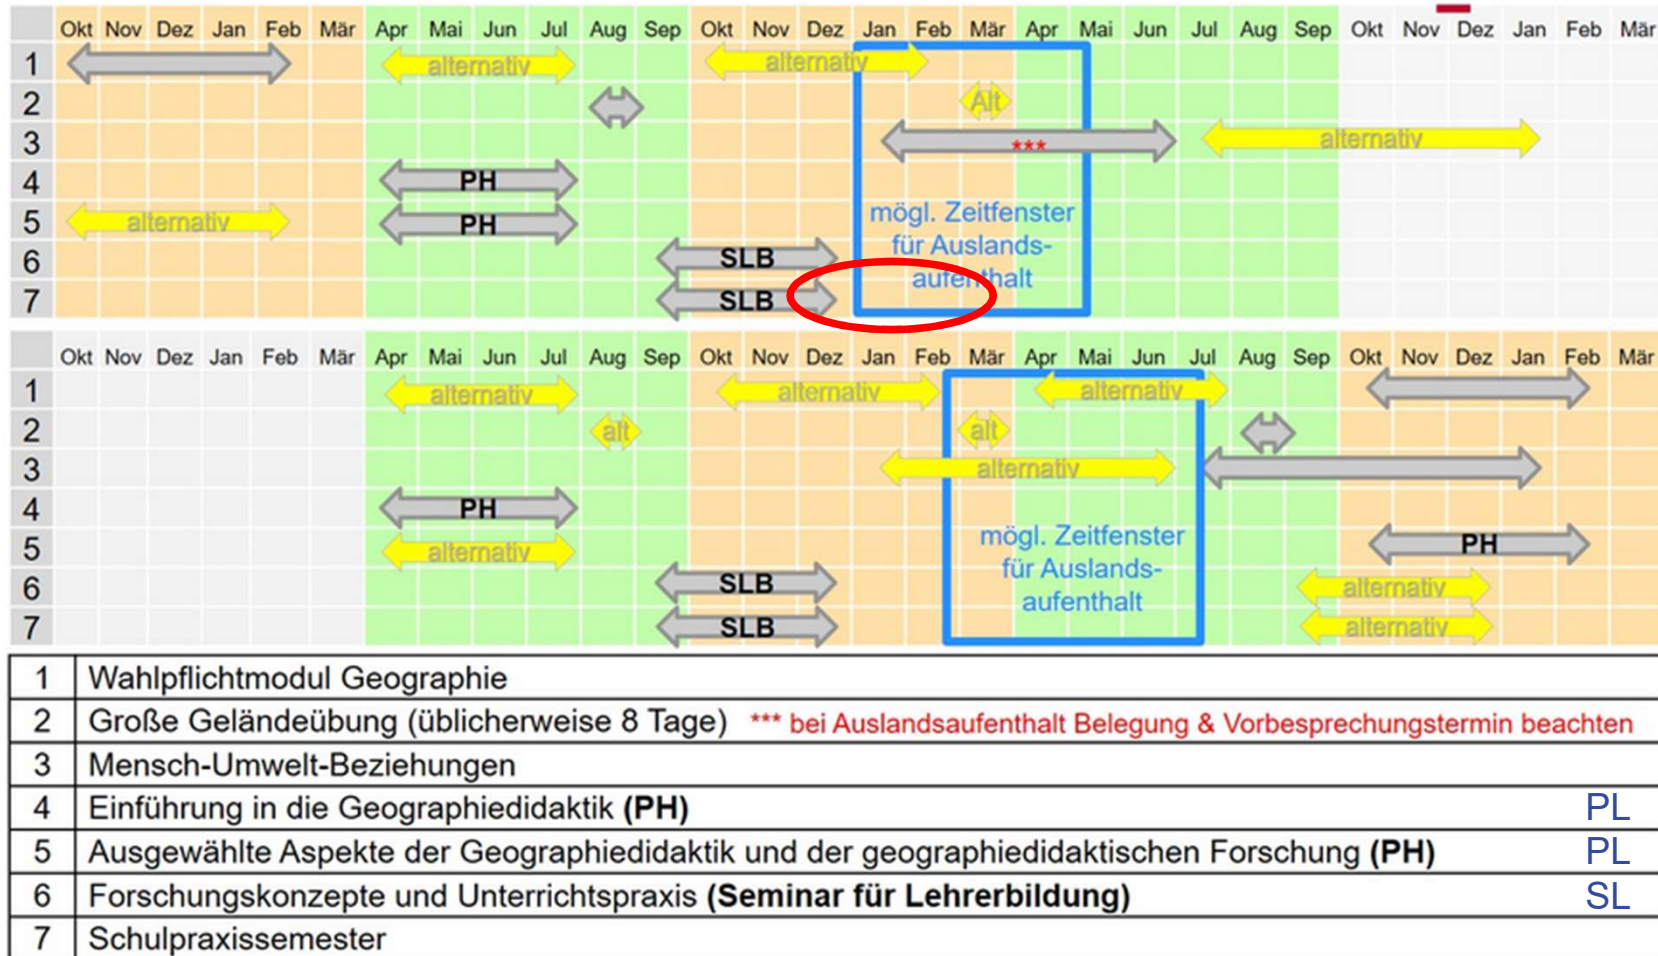 Okt Nov Dez Jan Feb Mär Apr Mai Jun Jul Aug Sep Okt Nov Dez Jan Feb Mär Apr Mai Jun Jul Aug Sep Okt Nov Dez Jan Feb Mär
1 alternativ alternativ
2 Alt
3 *** alternativ
4 PH
5 alternativ PH
6 SLB
7 SLB
mögl. Zeitfenster
für Auslands-
aufenthalt
Okt Nov Dez Jan Feb Mär Apr Mai Jun Jul Aug Sep Okt Nov Dez Jan Feb Mär Apr Mai Jun Jul Aug Sep Okt Nov Dez Jan Feb Mär
1 alternativ alternativ alternativ
2 alt alt
3 alternativ
4 PH
5 alternativ PH
6 SLB alternativ
7 SLB alternativ
mögl. Zeitfenster
für Auslands-
aufenthalt
1 Wahlpflichtmodul Geographie
2 Große Geländeübung (üblicherweise 8 Tage) *** bei Auslandsaufenthalt Belegung & Vorbesprechungstermin beachten
3 Mensch-Umwelt-Beziehungen
4 Einführung in die Geographiedidaktik (PH) PL
5 Ausgewählte Aspekte der Geographiedidaktik und der geographiedidaktischen Forschung (PH) PL
6 Forschungskonzepte und Unterrichtspraxis (Seminar für Lehrerbildung) SL
7 Schulpraxissemester